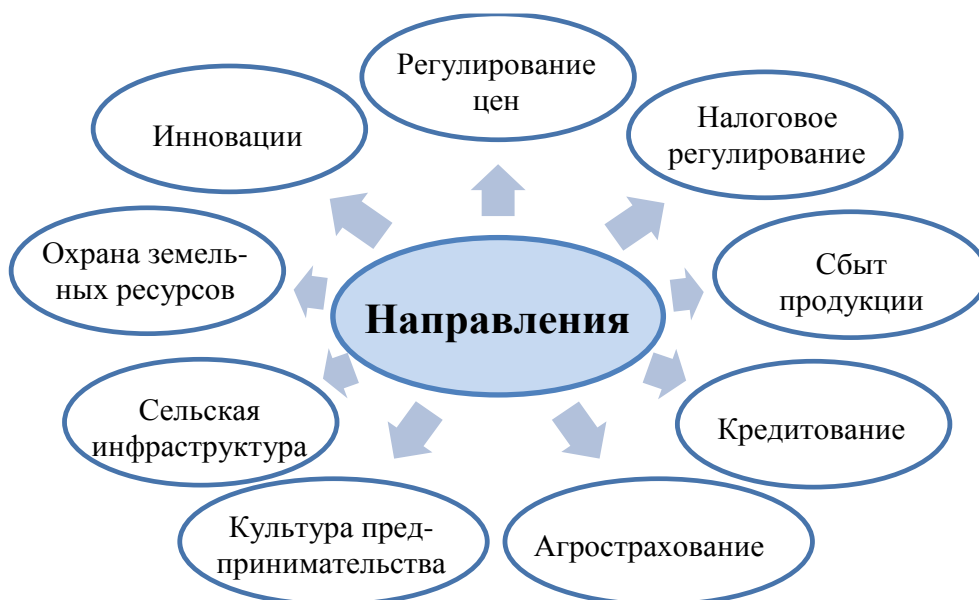 Регулирование
цен
Инновации
Налоговое
регулирование
Охрана земель-
ных ресурсов
Сбыт
продукции
Направления
Сельская
инфраструктура
Кредитование
Культура пред-
принимательства
Агрострахование